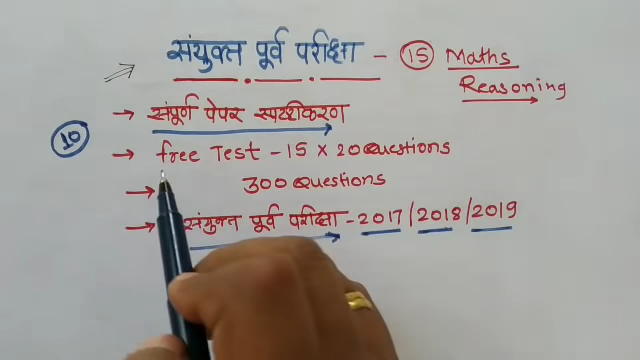 संयुक्त पूर्व परीक्षा - 15 Maths
Reasoning
→ संपूर्ण पेपर स्पष्टीकरण
10
→ free Test - 15 × 20 Questions
→ 300 Questions
→ संयुक्त पूर्व परीक्षा - 2017 / 2018 / 2019